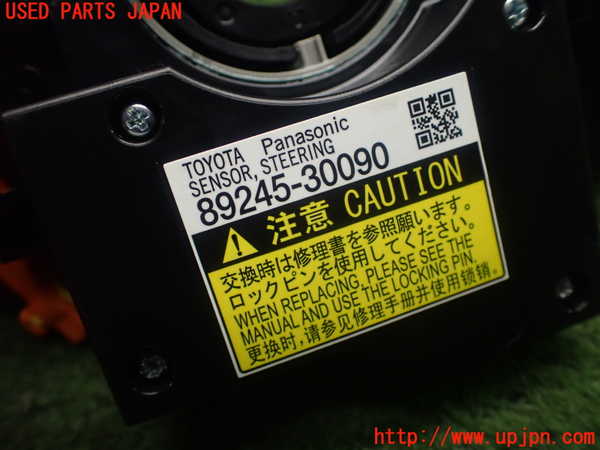 USED PARTS JAPAN
TOYOTA Panasonic
SENSOR, STEERING
89245-30090
注意 CAUTION
交換時は修理書を参照願います。
ロックピンを使用してください。
WHEN REPLACING, PLEASE SEE THE
MANUAL AND USE THE LOCKING PIN.
更换时,请参见修理手册并使用锁销。
http://www.upjpn.com/